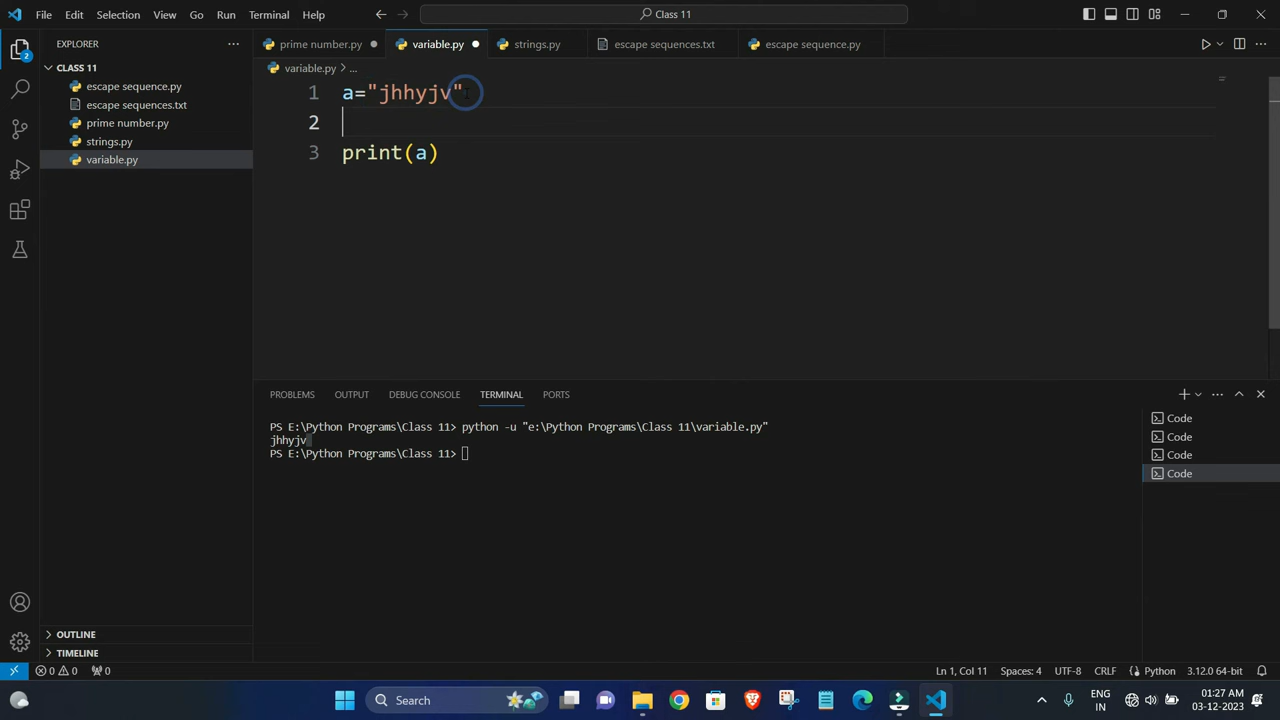 File Edit Selection View Go Run Terminal Help
Class 11
EXPLORER
CLASS 11
escape sequence.py
escape sequences.txt
prime number.py
strings.py
variable.py
OUTLINE
TIMELINE
prime number.py variable.py strings.py escape sequences.txt escape sequence.py
variable.py > ...
1 a="jhhyjv"
2
3 print(a)
PROBLEMS OUTPUT DEBUG CONSOLE TERMINAL PORTS
PS E:\Python Programs\Class 11> python -u "e:\Python Programs\Class 11\variable.py"
jhhyjv
PS E:\Python Programs\Class 11>
Code
Code
Code
Code
2
0 0 0
Ln 1, Col 11 Spaces: 4 UTF-8 CRLF Python 3.12.0 64-bit
Search
ENG
IN
01:27 AM
03-12-2023